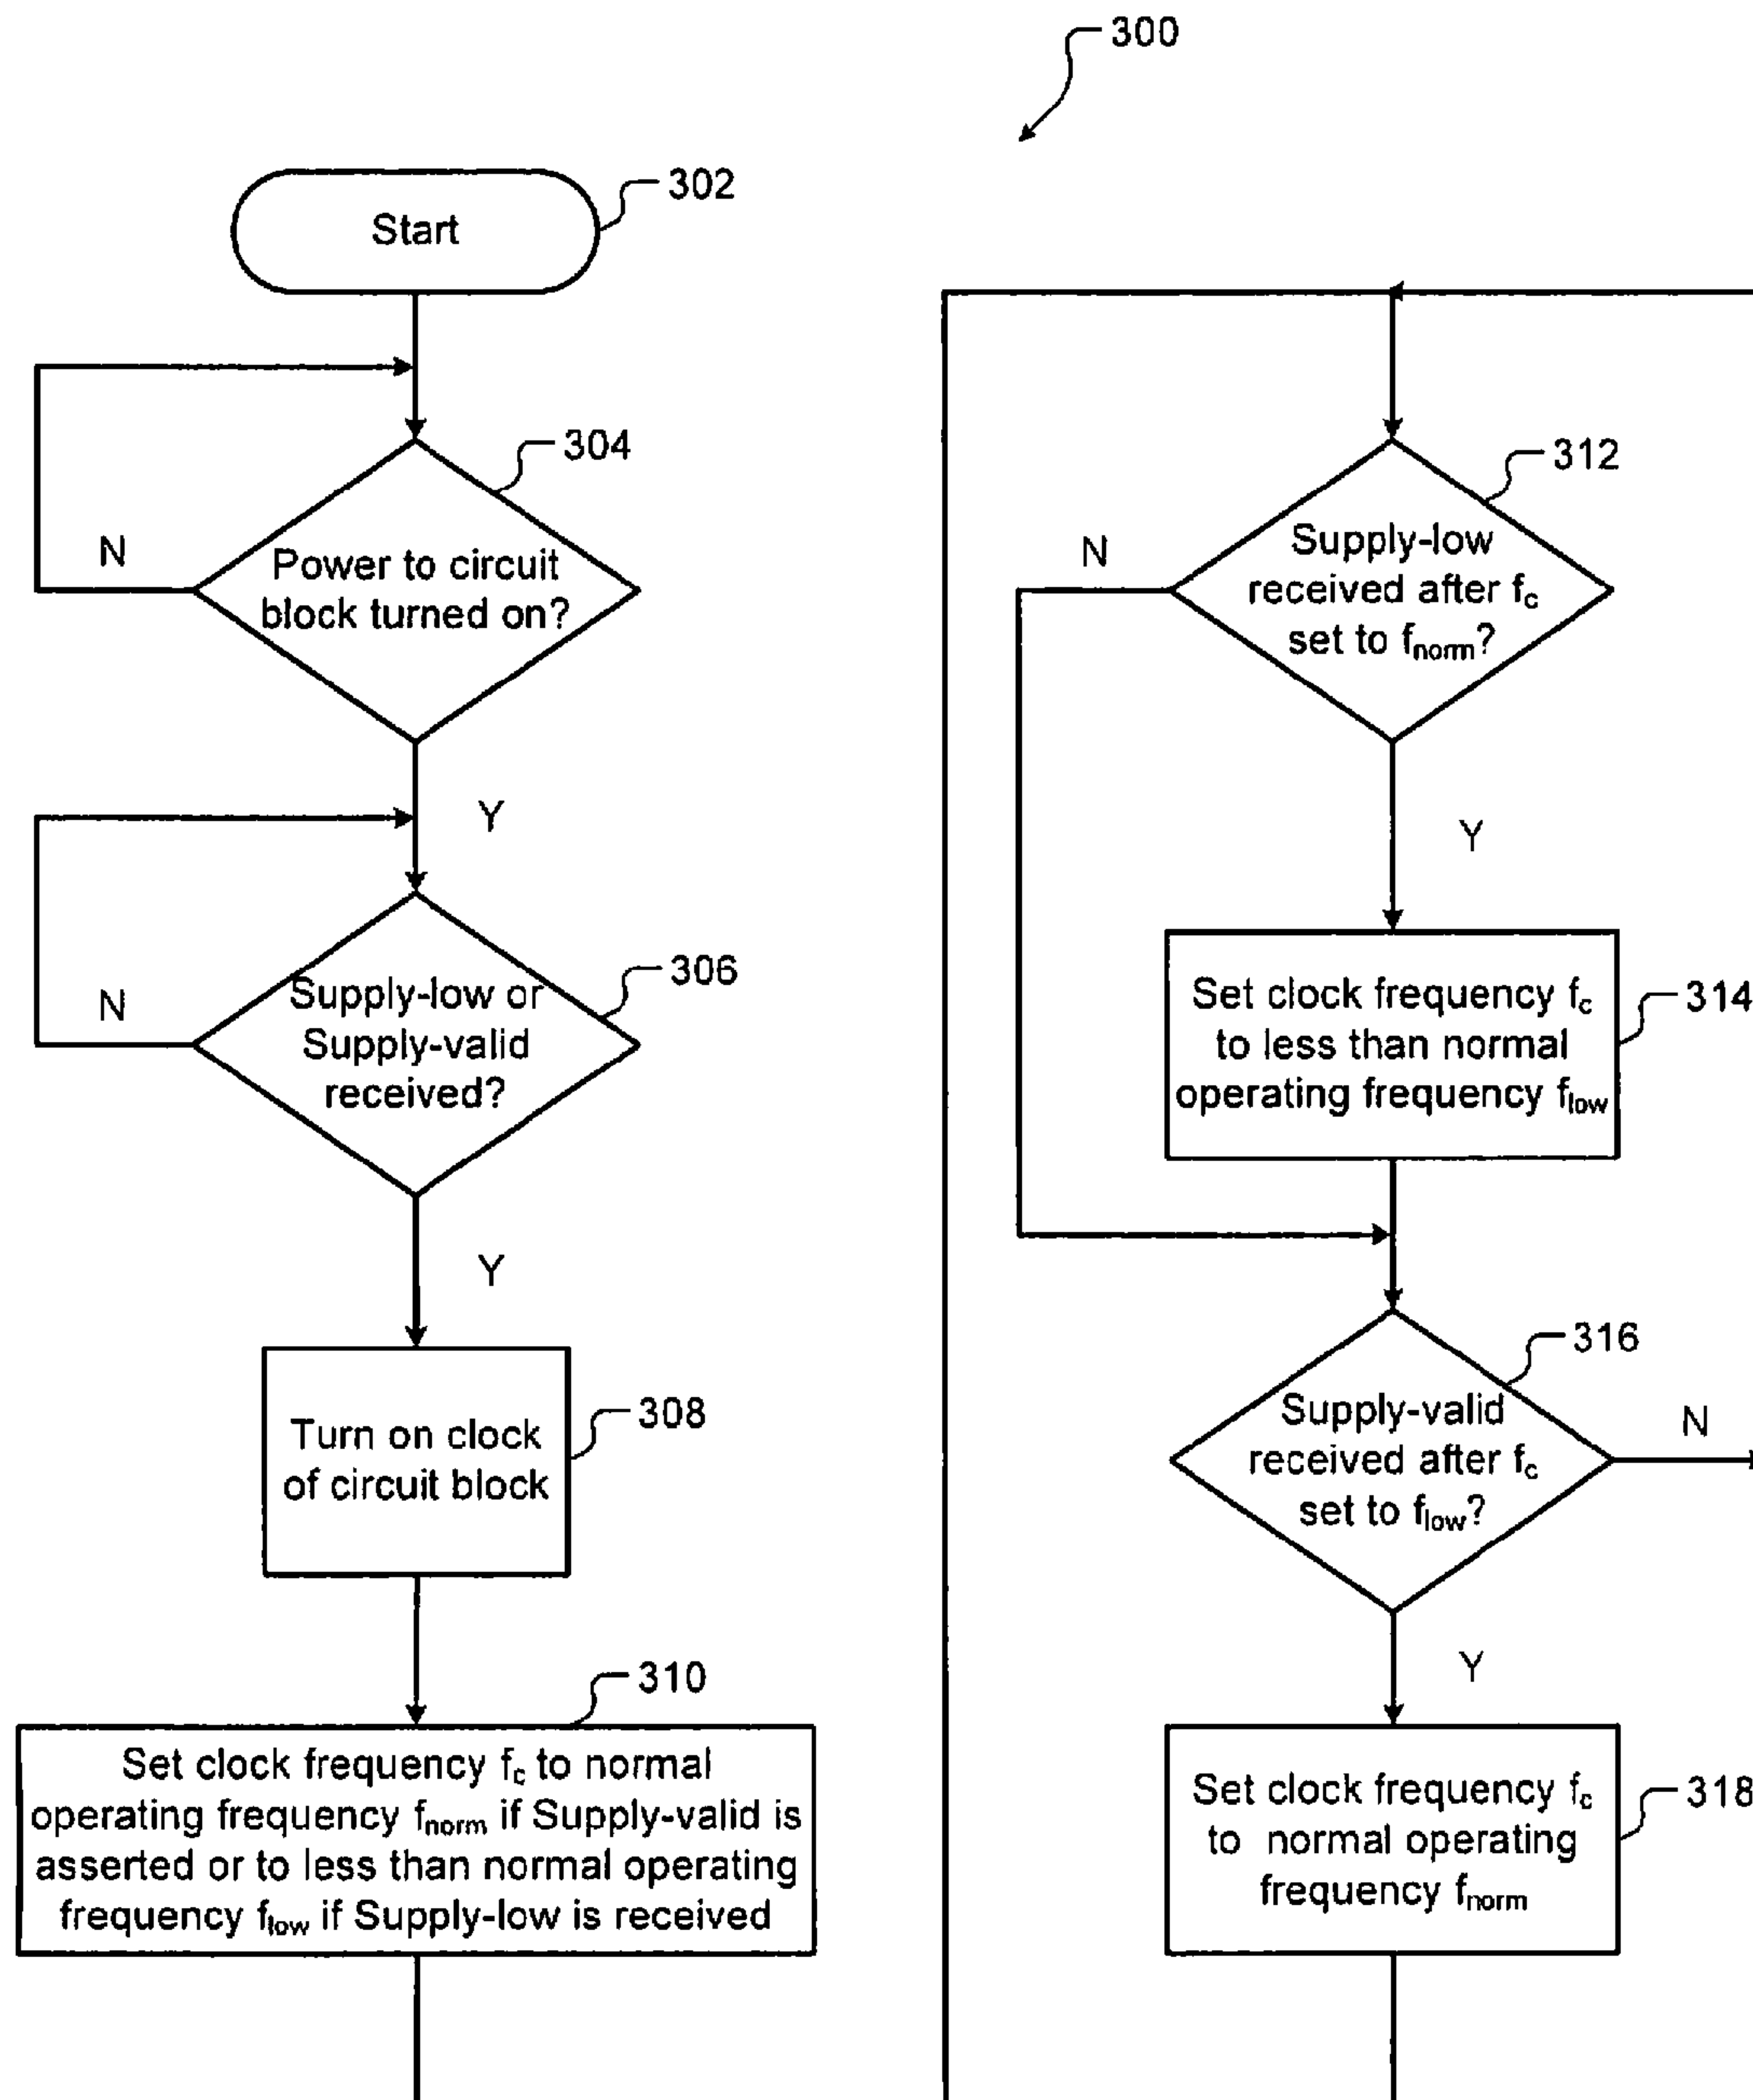 300
Start
302
304
N
Power to circuit
block turned on?
Y
306
N
Supply-low or
Supply-valid
received?
Y
Turn on clock
of circuit block
308
310
Set clock frequency fc to normal
operating frequency fnorm if Supply-valid is
asserted or to less than normal operating
frequency flow if Supply-low is received
312
N
Supply-low
received after fc
set to fnorm?
Y
Set clock frequency fc
to less than normal
operating frequency flow
314
316
Supply-valid
received after fc
set to flow?
N
Y
Set clock frequency fc
to normal operating
frequency fnorm
318